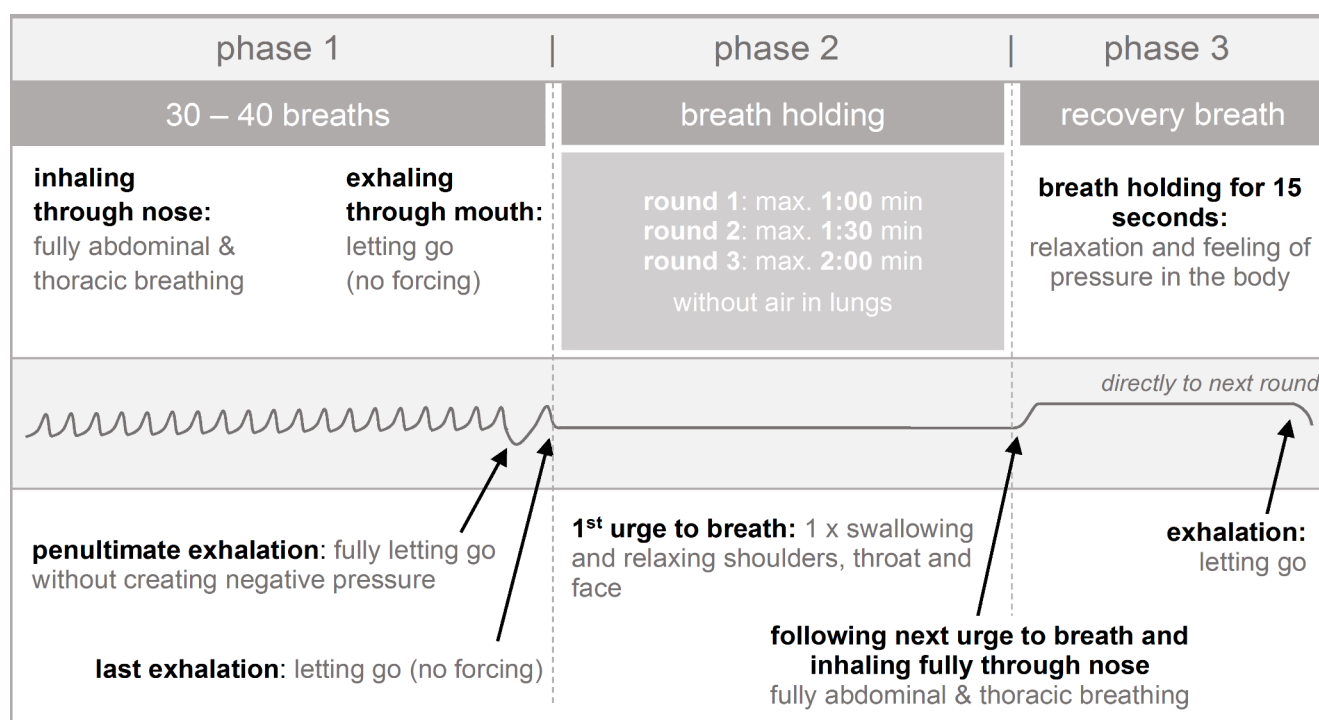 phase 1 | phase 2 | phase 3
30 – 40 breaths
breath holding
recovery breath
inhaling
through nose:
fully abdominal &
thoracic breathing
exhaling
through mouth:
letting go
(no forcing)
round 1: max. 1:00 min
round 2: max. 1:30 min
round 3: max. 2:00 min
without air in lungs
breath holding for 15
seconds:
relaxation and feeling of
pressure in the body
directly to next round
penultimate exhalation: fully letting go
without creating negative pressure
last exhalation: letting go (no forcing)
1st urge to breath: 1 x swallowing
and relaxing shoulders, throat and
face
following next urge to breath and
inhaling fully through nose
fully abdominal & thoracic breathing
exhalation:
letting go